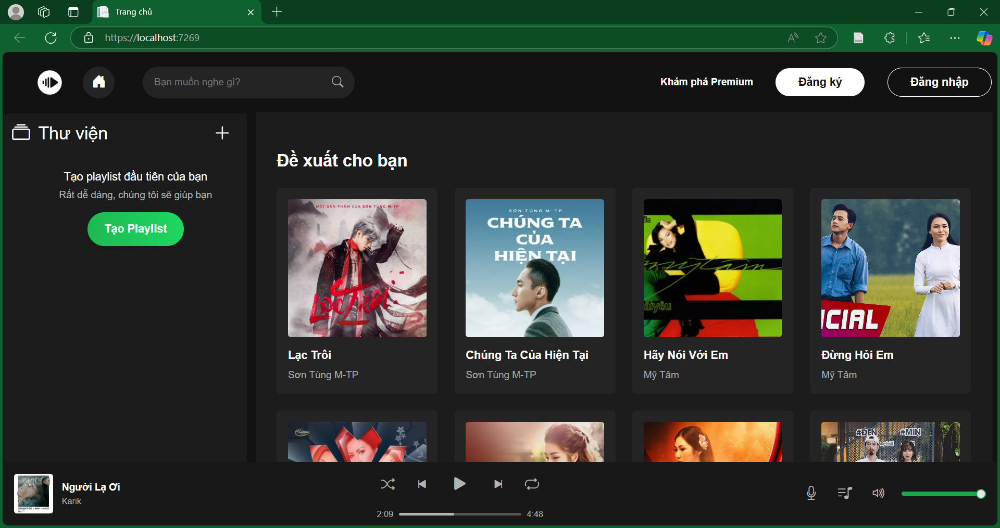 Trang chủ
https://localhost:7269
Bạn muốn nghe gì?
Khám phá Premium
Đăng ký
Đăng nhập
Thư viện
Tạo playlist đầu tiên của bạn
Rất dễ dàng, chúng tôi sẽ giúp bạn
Tạo Playlist
Đề xuất cho bạn
MỘT SẢN PHẨM CỦA SƠN TÙNG M-TP
LẠC TRÔI
SƠN TÙNG M-TP
CHÚNG TA
CỦA
HIỆN TẠI
mỹ tâm
ICIAL
Lạc Trôi
Sơn Tùng M-TP
Chúng Ta Của Hiện Tại
Sơn Tùng M-TP
Hãy Nói Với Em
Mỹ Tâm
Đừng Hỏi Em
Mỹ Tâm
#ĐEN
#MIN
#chill
Người Lạ Ơi
Karik
2:09
4:48